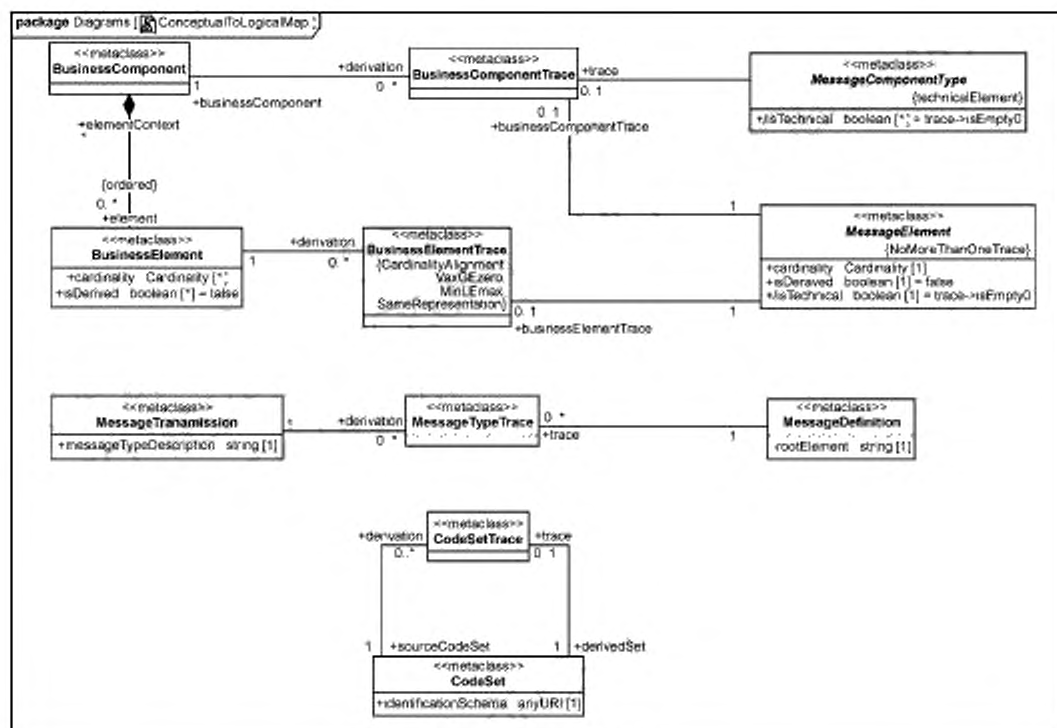 package Diagrams [ ConceptualToLogicalMap ]
<<metaclass>>
BusinessComponent
+derivation
0..*
1
+businessComponent
<<metaclass>>
BusinessComponentTrace
+trace
0..1
0 1
+businessComponentTrace
<<metaclass>>
MessageComponentType
{technicalElement}
+/isTechnical boolean [*] = trace->isEmpty()
+elementContext
*
{ordered}
0..*
+element
<<metaclass>>
BusinessElement
+cardinality Cardinality [*]
+isDerived boolean [*] = false
+derivation
1
0..*
<<metaclass>>
BusinessElementTrace
{CardinalityAlignment
VaxGEzero
MinLEmax
SameRepresentation}
0..1
+businessElementTrace
1
1
<<metaclass>>
MessageElement
{NoMoreThanOneTrace}
+cardinality Cardinality [1]
+isDeraved boolean [1] = false
+/isTechnical boolean [1] = trace->isEmpty()
<<metaclass>>
MessageTranamission
+messageTypeDescription string [1]
+derivation
0..*
<<metaclass>>
MessageTypeTrace
0..*
+trace
1
<<metaclass>>
MessageDefinition
rootElement string [1]
<<metaclass>>
CodeSetTrace
+derivation
0..*
+trace
0 1
1
+sourceCodeSet
1
+derivedSet
<<metaclass>>
CodeSet
+identificationSchema anyURI [1]